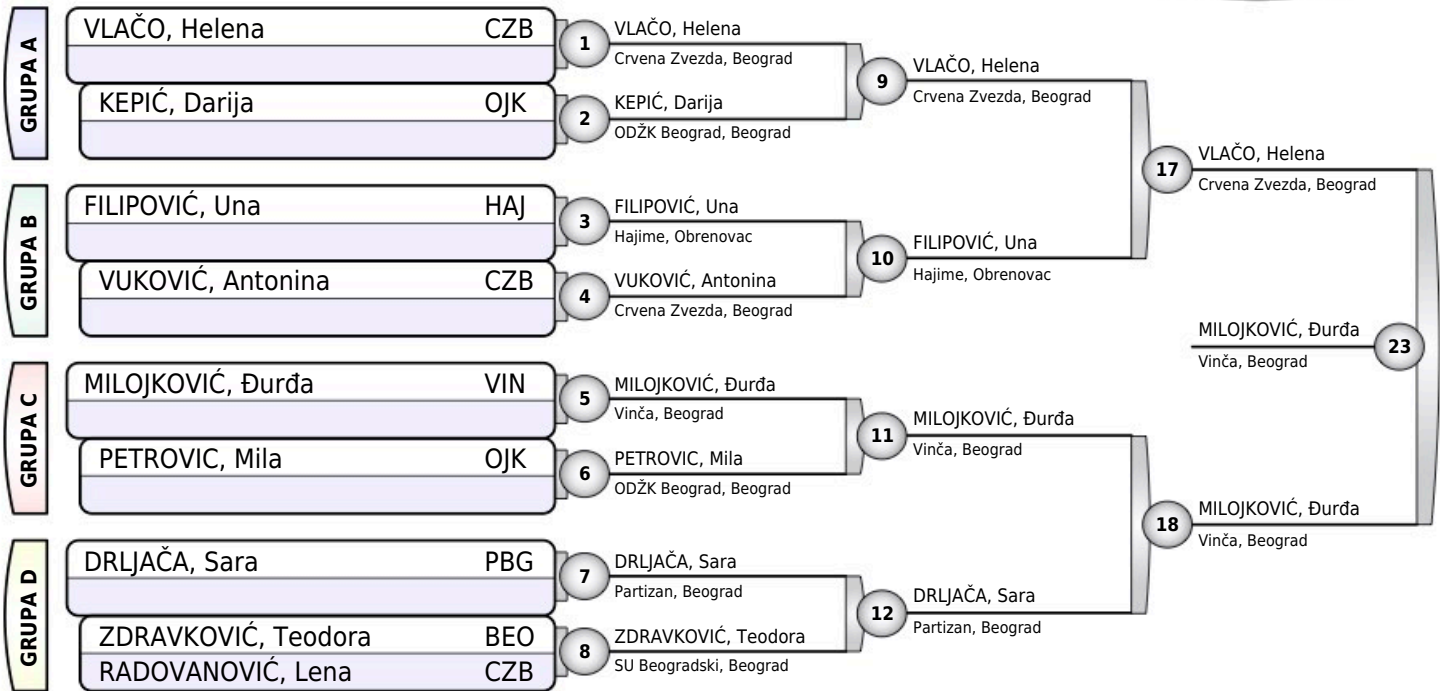 GRUPA A
VLAČO, Helena CZB
KEPIĆ, Darija OJK
1
VLAČO, Helena
Crvena Zvezda, Beograd
2
KEPIĆ, Darija
ODŽK Beograd, Beograd
9
VLAČO, Helena
Crvena Zvezda, Beograd
GRUPA B
FILIPOVIĆ, Una HAJ
VUKOVIĆ, Antonina CZB
3
FILIPOVIĆ, Una
Hajime, Obrenovac
4
VUKOVIĆ, Antonina
Crvena Zvezda, Beograd
10
FILIPOVIĆ, Una
Hajime, Obrenovac
17
VLAČO, Helena
Crvena Zvezda, Beograd
GRUPA C
MILOJKOVIĆ, Đurđa VIN
PETROVIC, Mila OJK
5
MILOJKOVIĆ, Đurđa
Vinča, Beograd
6
PETROVIC, Mila
ODŽK Beograd, Beograd
11
MILOJKOVIĆ, Đurđa
Vinča, Beograd
GRUPA D
DRLJAČA, Sara PBG
ZDRAVKOVIĆ, Teodora BEO
RADOVANOVIĆ, Lena CZB
7
DRLJAČA, Sara
Partizan, Beograd
8
ZDRAVKOVIĆ, Teodora
SU Beogradski, Beograd
12
DRLJAČA, Sara
Partizan, Beograd
18
MILOJKOVIĆ, Đurđa
Vinča, Beograd
MILOJKOVIĆ, Đurđa
Vinča, Beograd
23